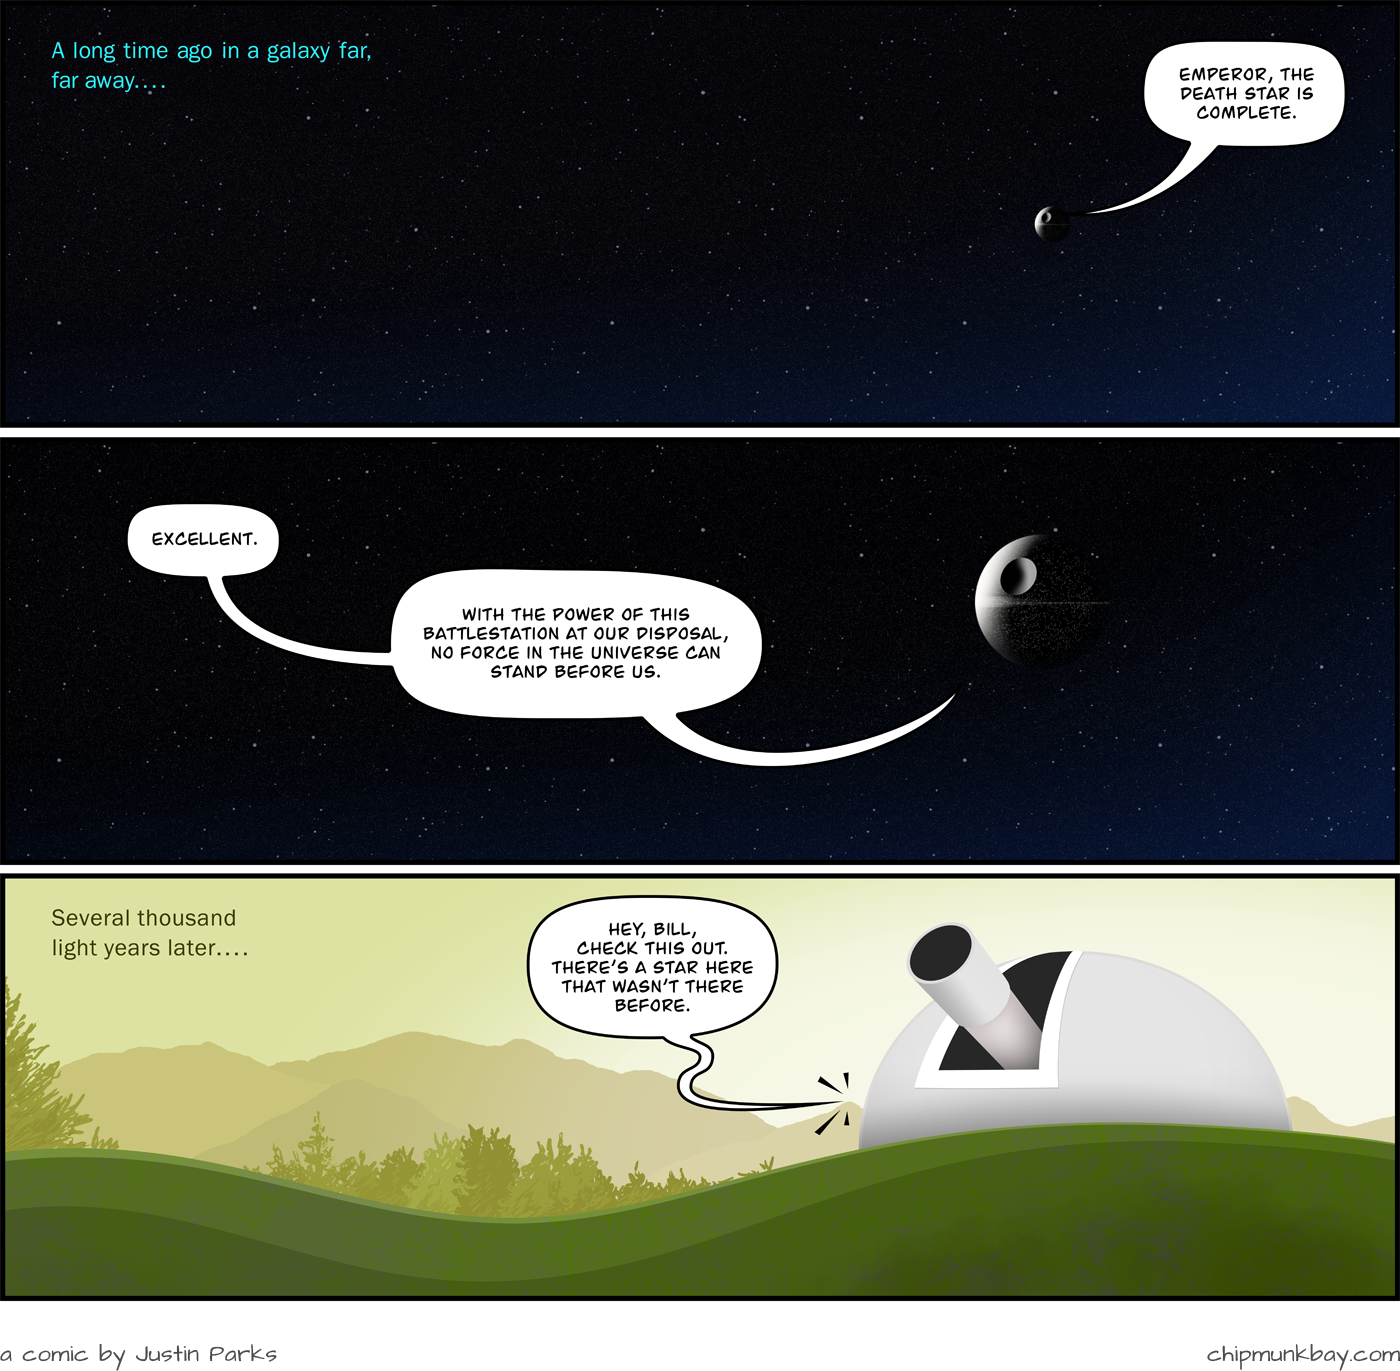 A long time ago in a galaxy far,
far away....
EMPEROR, THE
DEATH STAR IS
COMPLETE.
EXCELLENT.
WITH THE POWER OF THIS
BATTLESTATION AT OUR DISPOSAL,
NO FORCE IN THE UNIVERSE CAN
STAND BEFORE US.
Several thousand
light years later....
HEY, BILL,
CHECK THIS OUT.
THERE'S A STAR HERE
THAT WASN'T THERE
BEFORE.
a comic by Justin Parks
chipmunkbay.com